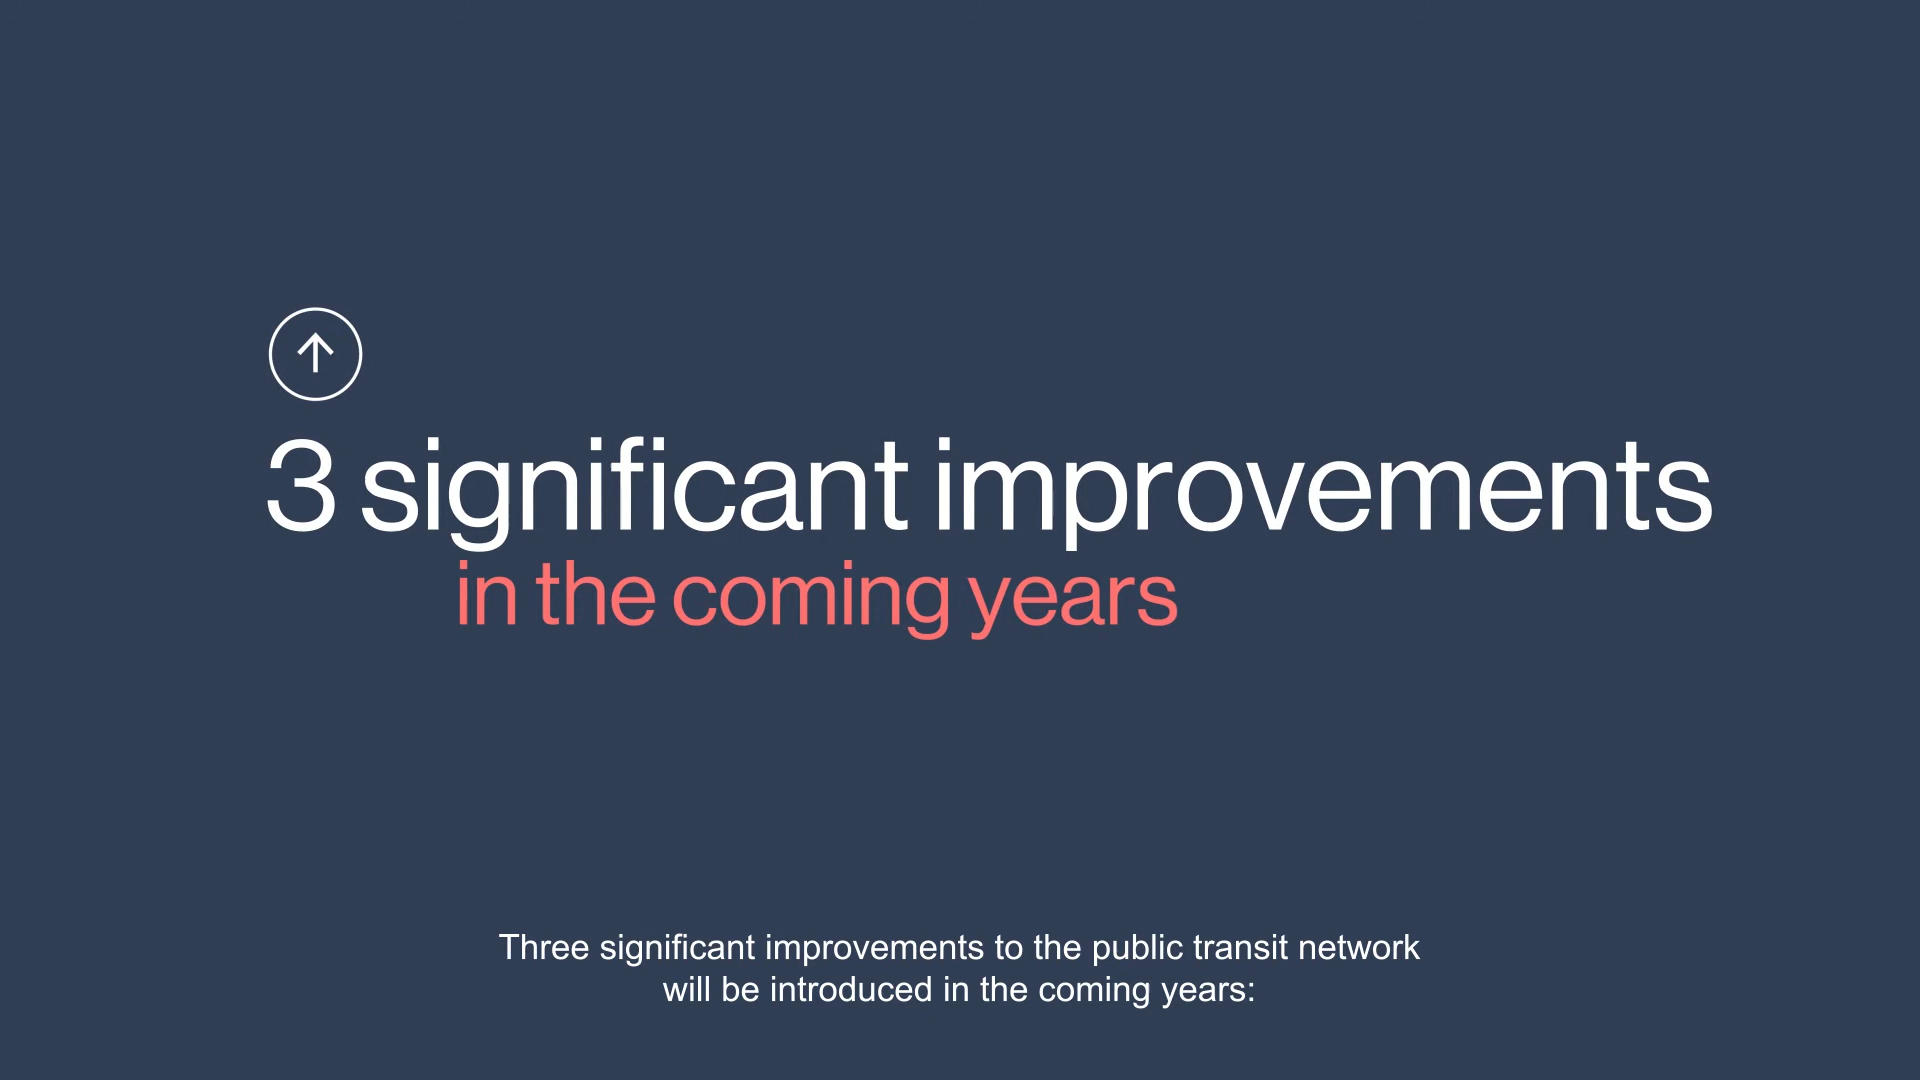 3 significant improvements
in the coming years
Three significant improvements to the public transit network
will be introduced in the coming years: